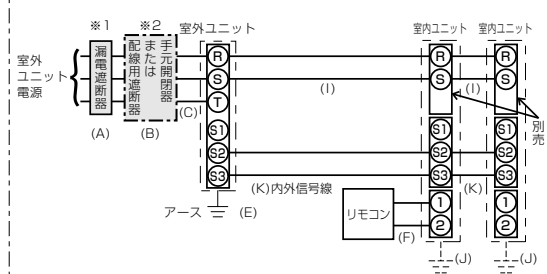 ※1
※2
室外ユニット
室内ユニット
室内ユニット
室外
ユニット
電源
漏電遮断器
手元開閉器
または
配線用遮断器
(A)
(B)
(C)
R
S
T
S1
S2
S3
(I)
(I)
R
S
S1
S2
S3
1
2
R
S
S1
S2
S3
1
2
別売
(K)内外信号線
(K)
アース
(E)
リモコン
(F)
(J)
(J)